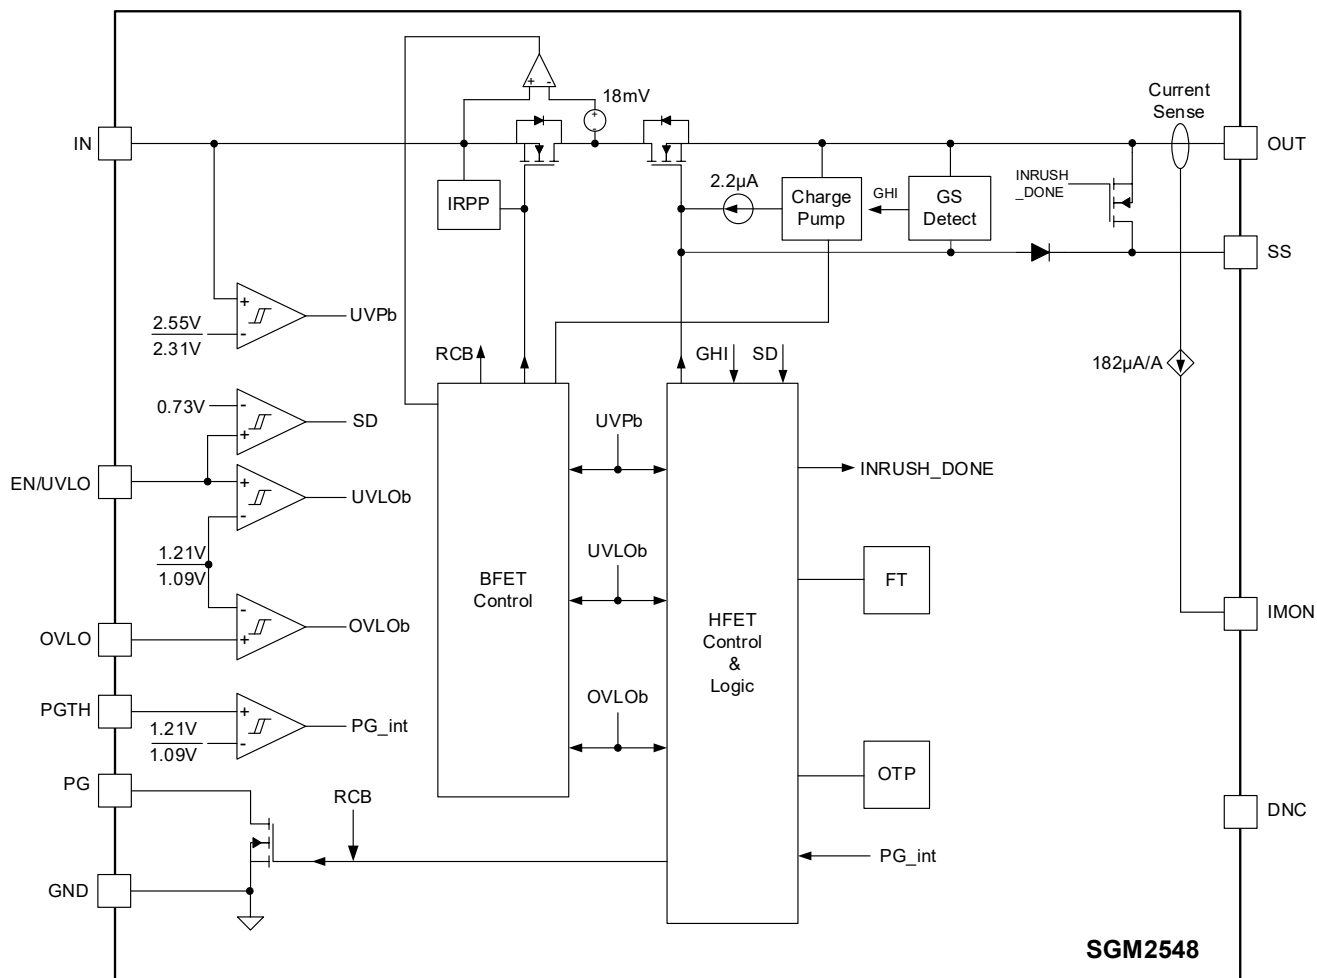 18mV
+
-
+
-
Current
Sense
IN
OUT
IRPP
2.2µA
Charge
Pump
GHI
GS
Detect
INRUSH
_DONE
SS
+
-
2.55V
2.31V
UVPb
RCB
GHI
SD
182µA/A
0.73V
-
+
SD
EN/UVLO
+
-
UVLOb
UVPb
INRUSH_DONE
1.21V
1.09V
UVLOb
BFET
Control
FT
HFET
Control
&
Logic
-
+
OVLOb
OVLO
IMON
PGTH
+
-
1.21V
1.09V
PG_int
OVLOb
OTP
PG
RCB
DNC
PG_int
GND
SGM2548